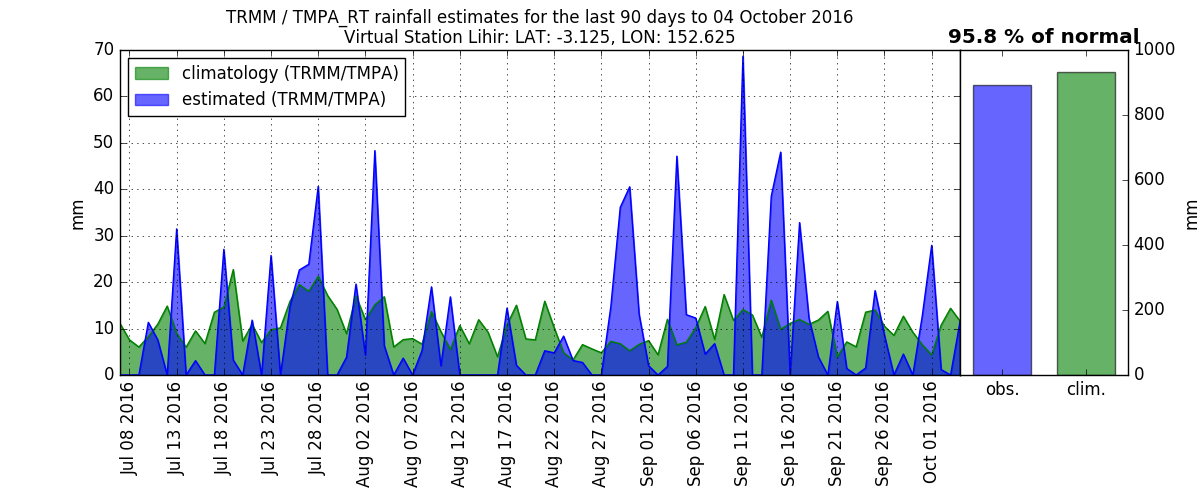 TRMM / TMPA_RT rainfall estimates for the last 90 days to 04 October 2016
Virtual Station Lihir: LAT: -3.125, LON: 152.625
95.8 % of normal
climatology (TRMM/TMPA)
estimated (TRMM/TMPA)
70
60
50
40
30
20
10
0
mm
Jul 08 2016
Jul 13 2016
Jul 18 2016
Jul 23 2016
Jul 28 2016
Aug 02 2016
Aug 07 2016
Aug 12 2016
Aug 17 2016
Aug 22 2016
Aug 27 2016
Sep 01 2016
Sep 06 2016
Sep 11 2016
Sep 16 2016
Sep 21 2016
Sep 26 2016
Oct 01 2016
obs.
clim.
1000
800
600
400
200
0
mm